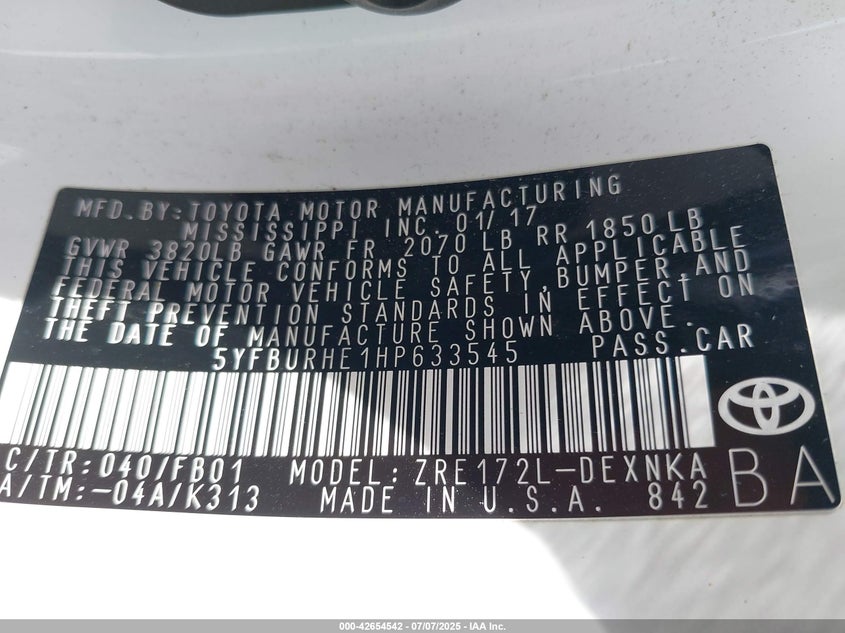 MFD.BY:TOYOTA MOTOR MANUFACTURING
MISSISSIPPI INC. 01/17
GVWR 3820LB GAWR FR 2070 LB RR 1850LB
THIS VEHICLE CONFORMS TO ALL APPLICABLE
FEDERAL MOTOR VEHICLE SAFETY, BUMPER, AND
THEFT PREVENTION STANDARDS IN EFFECT ON
THE DATE OF MANUFACTURE SHOWN ABOVE.
5YFBURHE1HP633545 PASS.CAR
C/TR:040/FB01 MODEL: ZRE172L-DEXNKA
A/TM:-04A/K313 MADE IN U.S.A. 842
BA
000-42654542 - 07/07/2025 - IAA Inc.